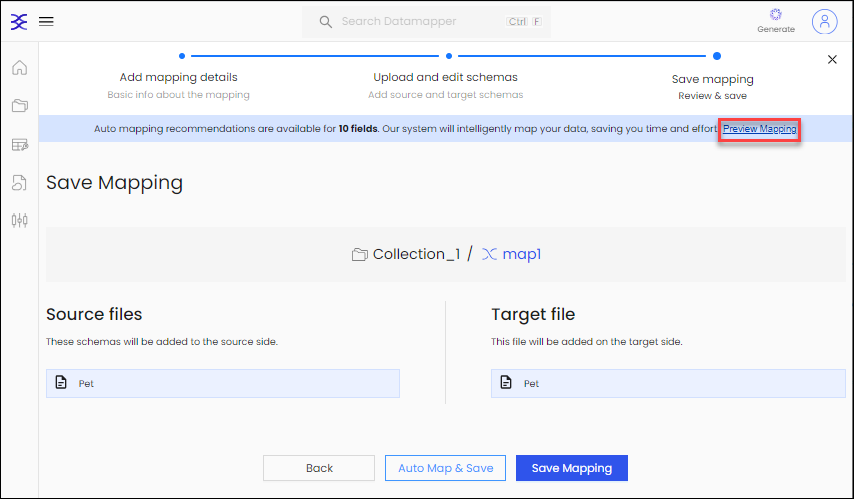 Search Datamapper Ctrl F
Generate
Add mapping details
Basic info about the mapping
Upload and edit schemas
Add source and target schemas
Save mapping
Review & save
Auto mapping recommendations are available for 10 fields. Our system will intelligently map your data, saving you time and effort. Preview Mapping
Save Mapping
Collection_1 / map1
Source files
These schemas will be added to the source side.
Pet
Target file
This file will be added on the target side.
Pet
Back
Auto Map & Save
Save Mapping